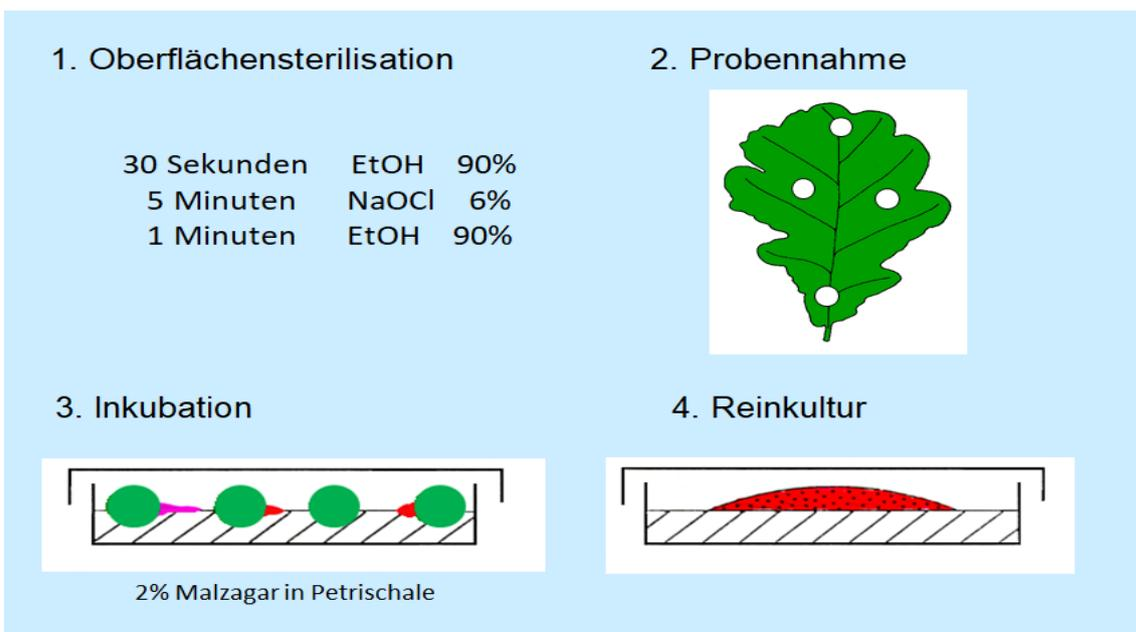 1. Oberflächensterilisation
30 Sekunden EtOH 90%
5 Minuten NaOCl 6%
1 Minuten EtOH 90%
2. Probennahme
3. Inkubation
2% Malzagar in Petrischale
4. Reinkultur